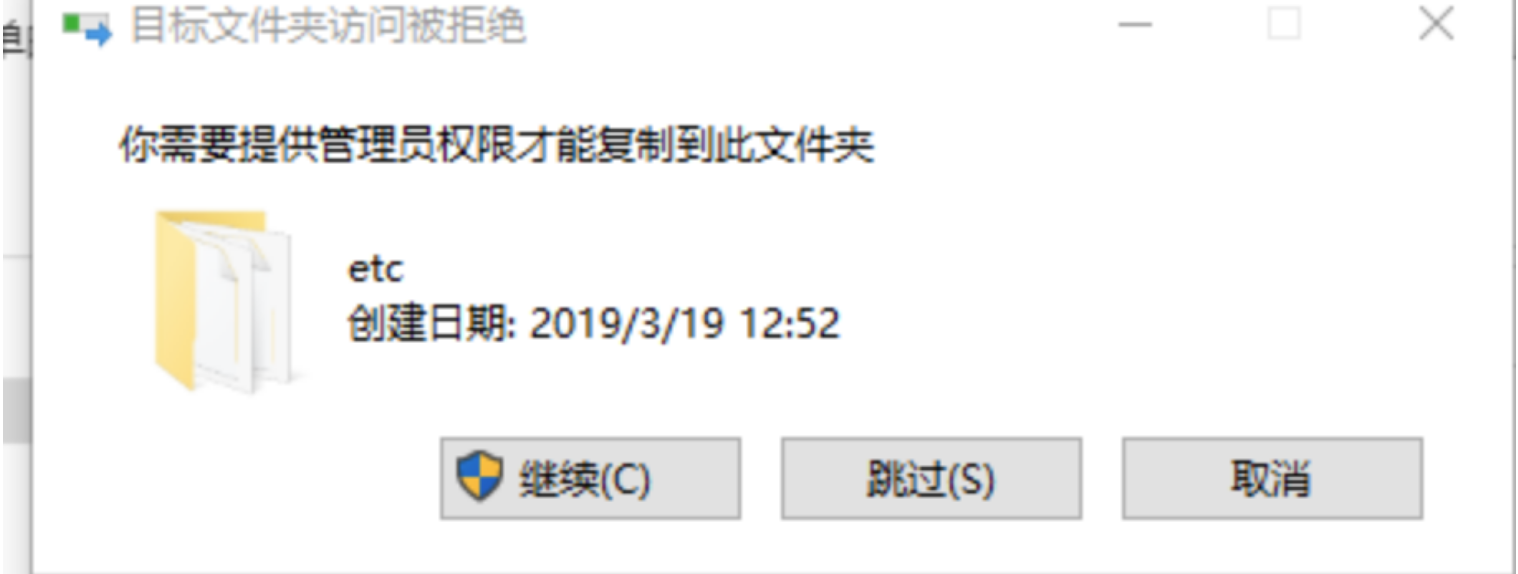 目标文件夹访问被拒绝
你需要提供管理员权限才能复制到此文件夹
etc
创建日期: 2019/3/19 12:52
继续(C)
跳过(S)
取消